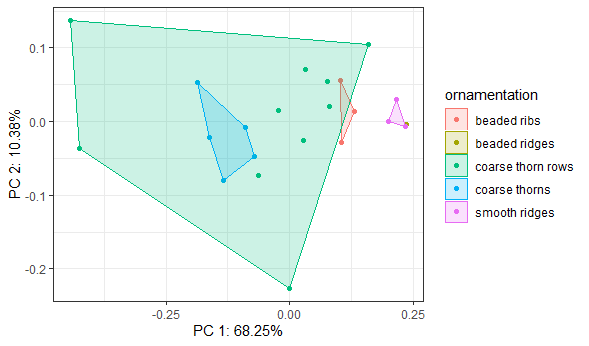 0.1
0.0
-0.1
-0.2
PC 2: 10.38%
-0.25
0.00
0.25
PC 1: 68.25%
ornamentation
beaded ribs
beaded ridges
coarse thorn rows
coarse thorns
smooth ridges